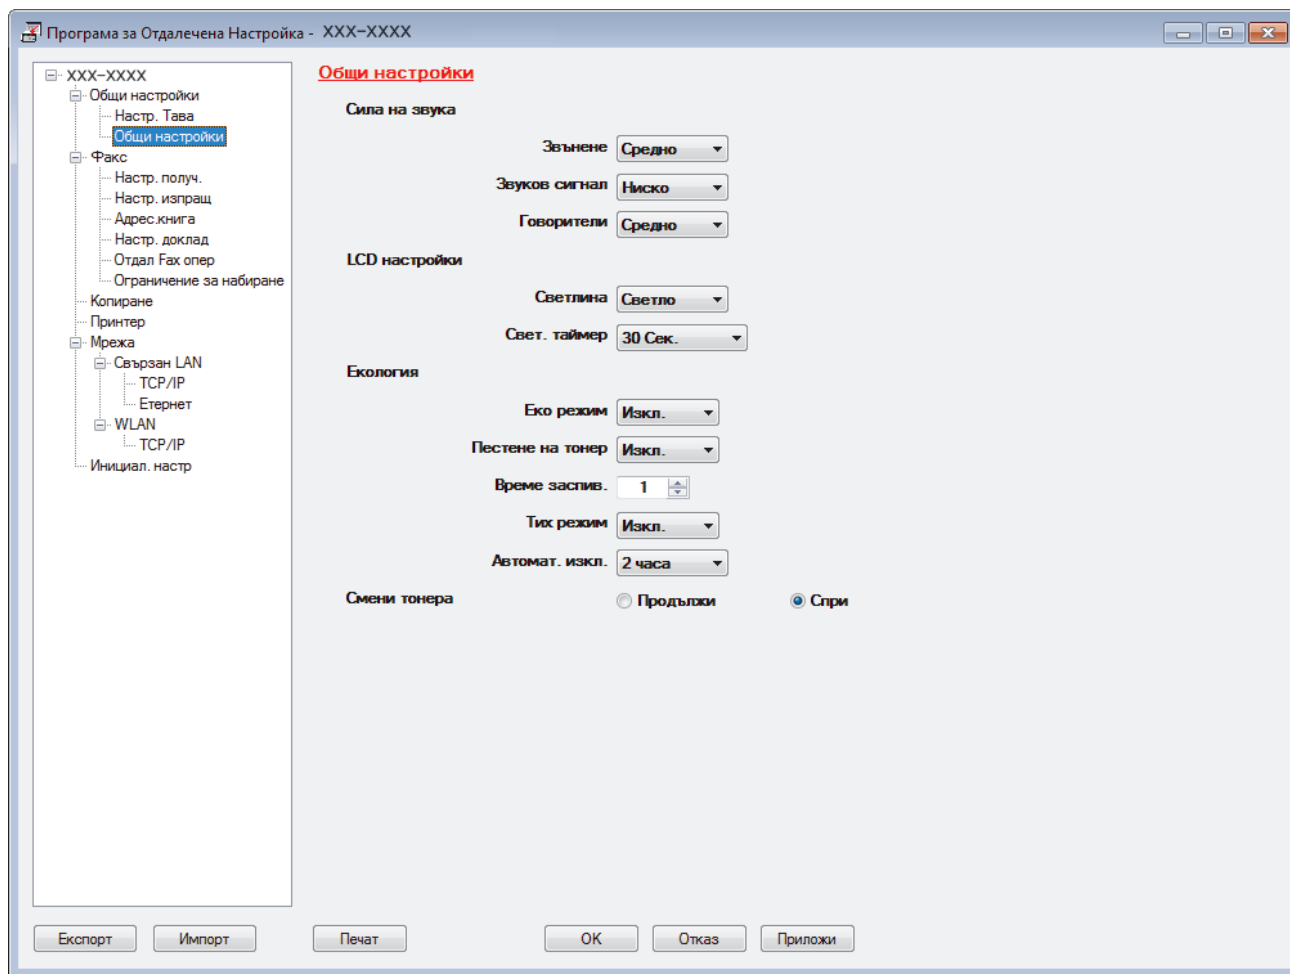 Програма за Отдалечена Настройка - XXX-XXXX
XXX-XXXX
Общи настройки
Настр. Тава
Общи настройки
Факс
Настр. получ.
Настр. изпращ
Адрес.книга
Настр. доклад
Отдал Fax опер
Ограничение за набиране
Копиране
Принтер
Мрежа
Свързан LAN
TCP/IP
Етернет
WLAN
TCP/IP
Инициал. настр
Общи настройки
Сила на звука
Звънене Средно
Звуков сигнал Ниско
Говорители Средно
LCD настройки
Светлина Светло
Свет. таймер 30 Сек.
Екология
Еко режим Изкл.
Пестене на тонер Изкл.
Време заспив. 1
Тих режим Изкл.
Автомат. изкл. 2 часа
Смени тонера Продължи Спри
Експорт Импорт Печат OK Отказ Приложи